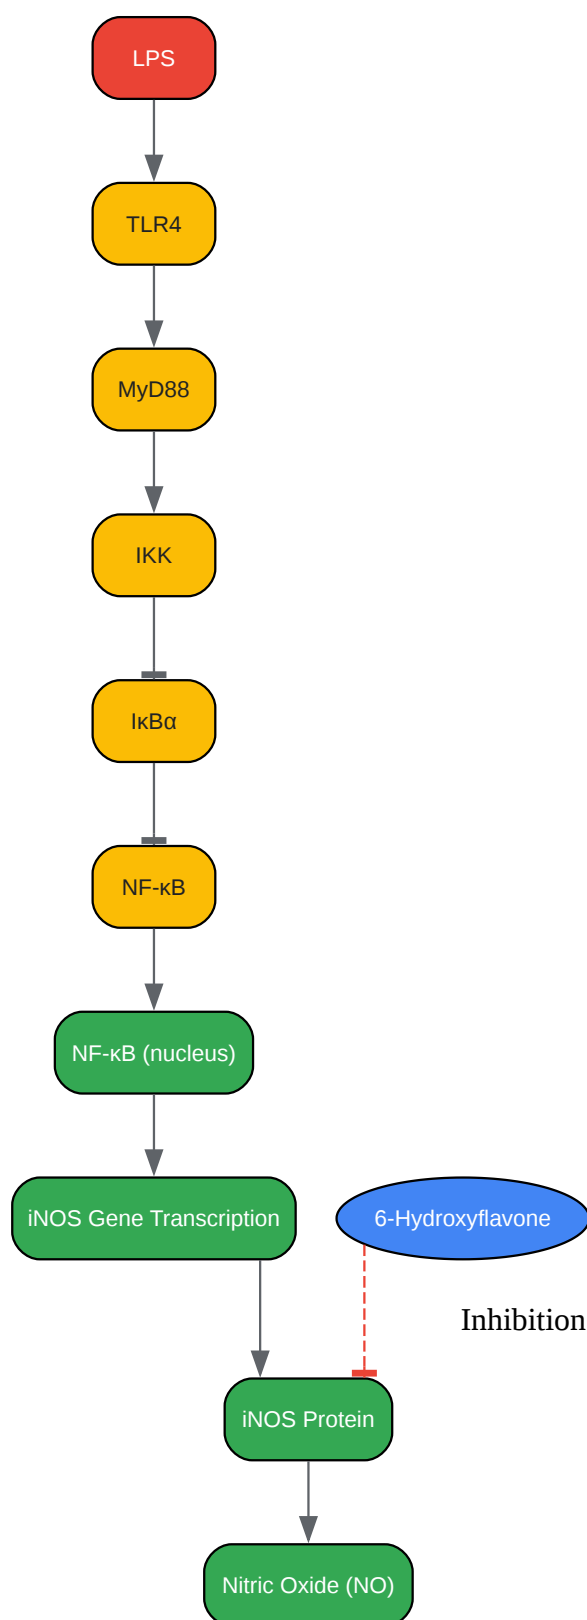 LPS
TLR4
MyD88
IKK
IκBα
NF-κB
NF-κB (nucleus)
iNOS Gene Transcription
6-Hydroxyflavone
Inhibition
iNOS Protein
Nitric Oxide (NO)